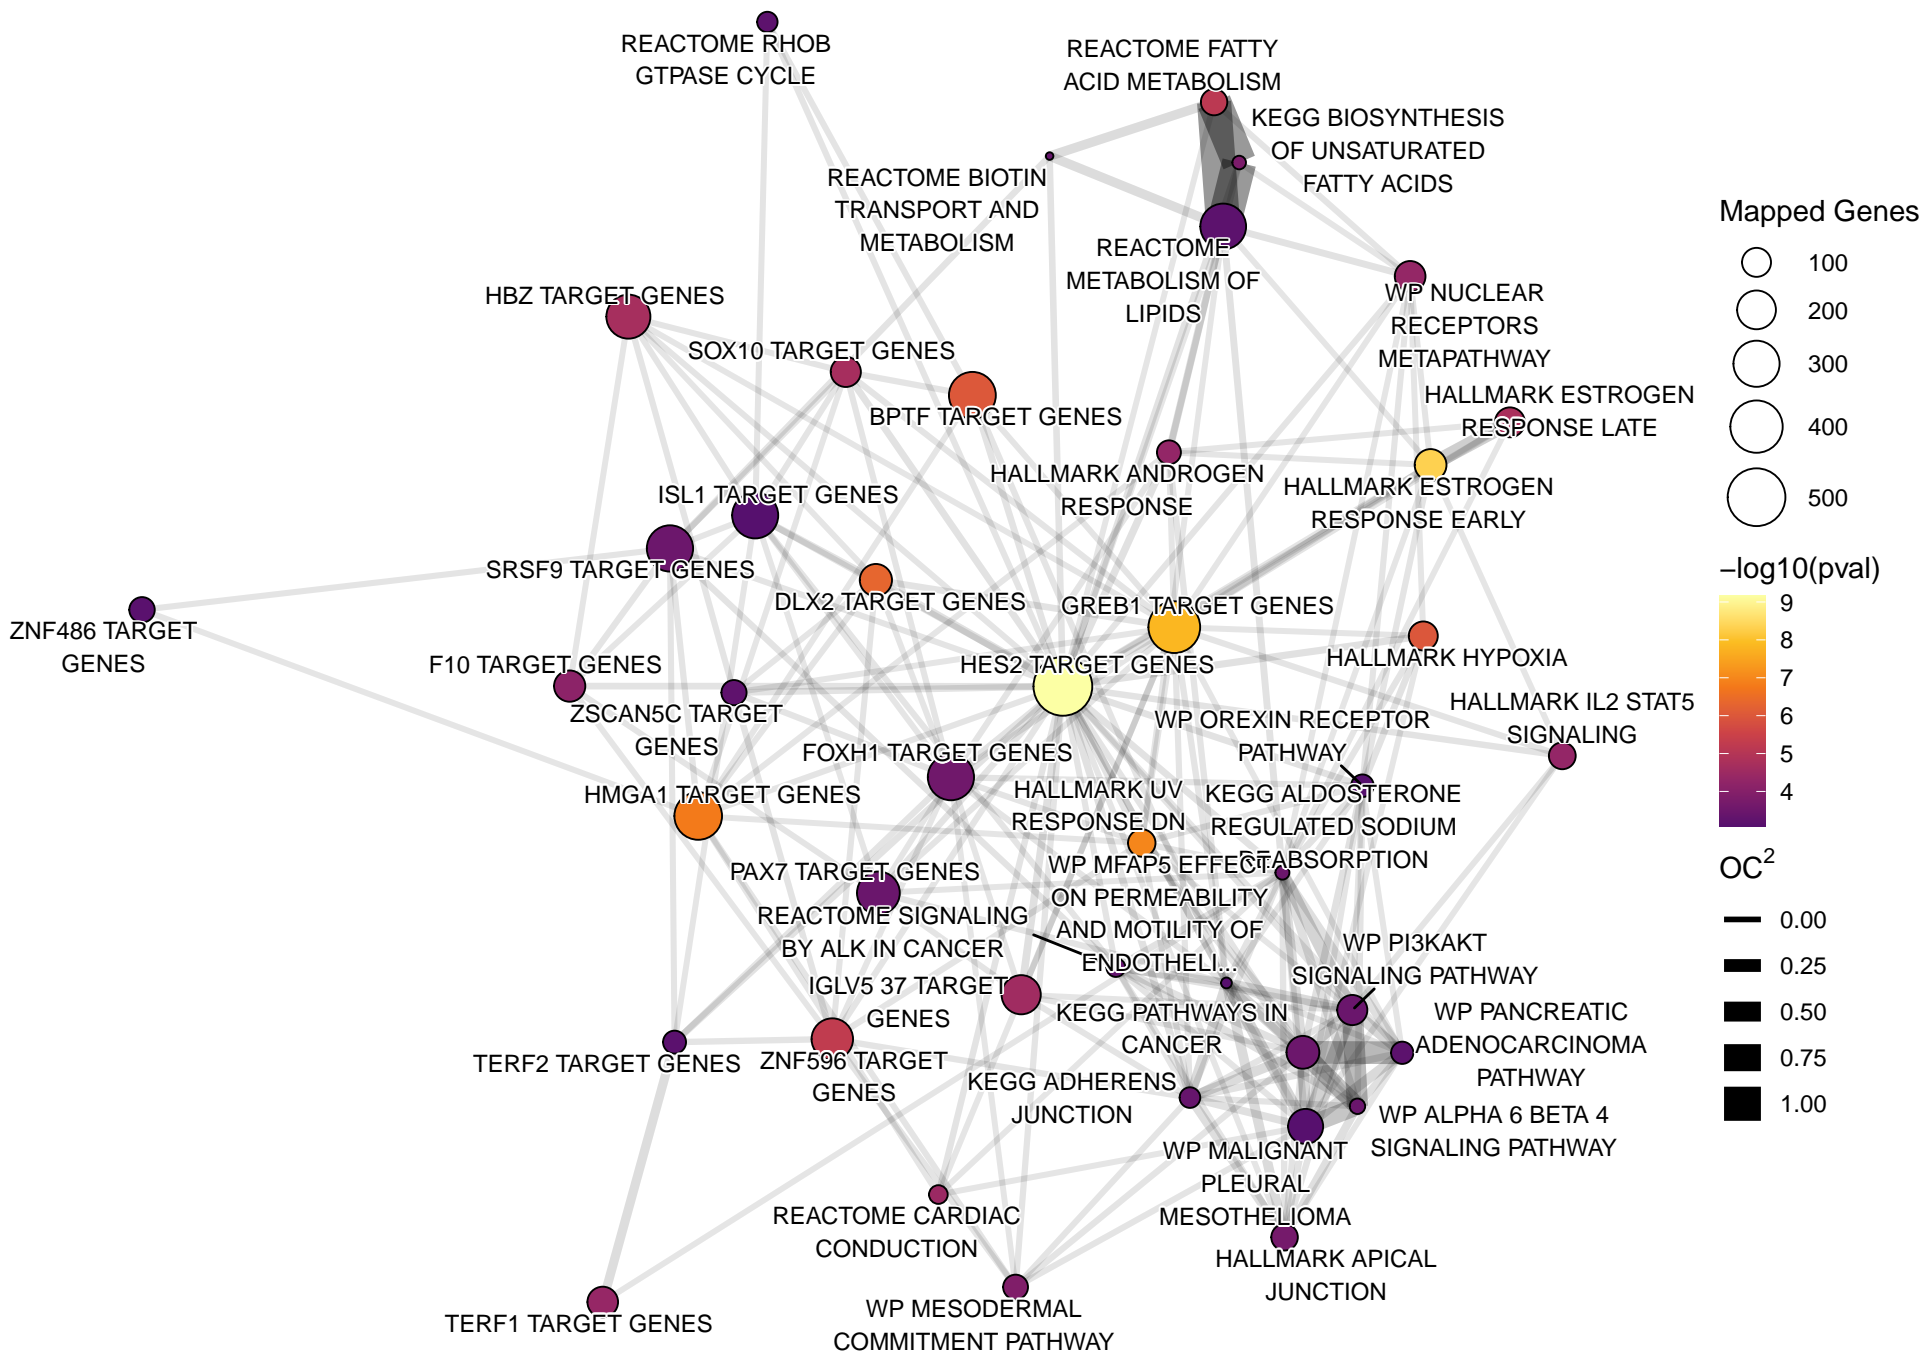 REACTOME RHOB
GTPASE CYCLE
REACTOME FATTY
ACID METABOLISM
KEGG BIOSYNTHESIS
OF UNSATURATED
FATTY ACIDS
REACTOME BIOTIN
TRANSPORT AND
METABOLISM
REACTOME
METABOLISM OF
LIPIDS
HBZ TARGET GENES
WP NUCLEAR
RECEPTORS
METAPATHWAY
SOX10 TARGET GENES
BPTF TARGET GENES
HALLMARK ESTROGEN
RESPONSE LATE
HALLMARK ANDROGEN
RESPONSE
HALLMARK ESTROGEN
RESPONSE EARLY
ISL1 TARGET GENES
SRSF9 TARGET GENES
DLX2 TARGET GENES
GREB1 TARGET GENES
ZNF486 TARGET
GENES
F10 TARGET GENES
HES2 TARGET GENES
HALLMARK HYPOXIA
ZSCAN5C TARGET
GENES
WP OREXIN RECEPTOR
PATHWAY
HALLMARK IL2 STAT5
SIGNALING
FOXH1 TARGET GENES
HMGA1 TARGET GENES
HALLMARK UV
RESPONSE DN
KEGG ALDOSTERONE
REGULATED SODIUM
REABSORPTION
PAX7 TARGET GENES
WP MFAP5 EFFECT
ON PERMEABILITY
AND MOTILITY OF
ENDOTHELI...
REACTOME SIGNALING
BY ALK IN CANCER
WP PI3KAKT
SIGNALING PATHWAY
IGLV5 37 TARGET
GENES
KEGG PATHWAYS IN
CANCER
WP PANCREATIC
ADENOCARCINOMA
PATHWAY
TERF2 TARGET GENES
ZNF596 TARGET
GENES
KEGG ADHERENS
JUNCTION
WP ALPHA 6 BETA 4
SIGNALING PATHWAY
WP MALIGNANT
PLEURAL
MESOTHELIOMA
REACTOME CARDIAC
CONDUCTION
HALLMARK APICAL
JUNCTION
TERF1 TARGET GENES
WP MESODERMAL
COMMITMENT PATHWAY
Mapped Genes
100
200
300
400
500
−log10(pval)
9
8
7
6
5
4
OC²
0.00
0.25
0.50
0.75
1.00